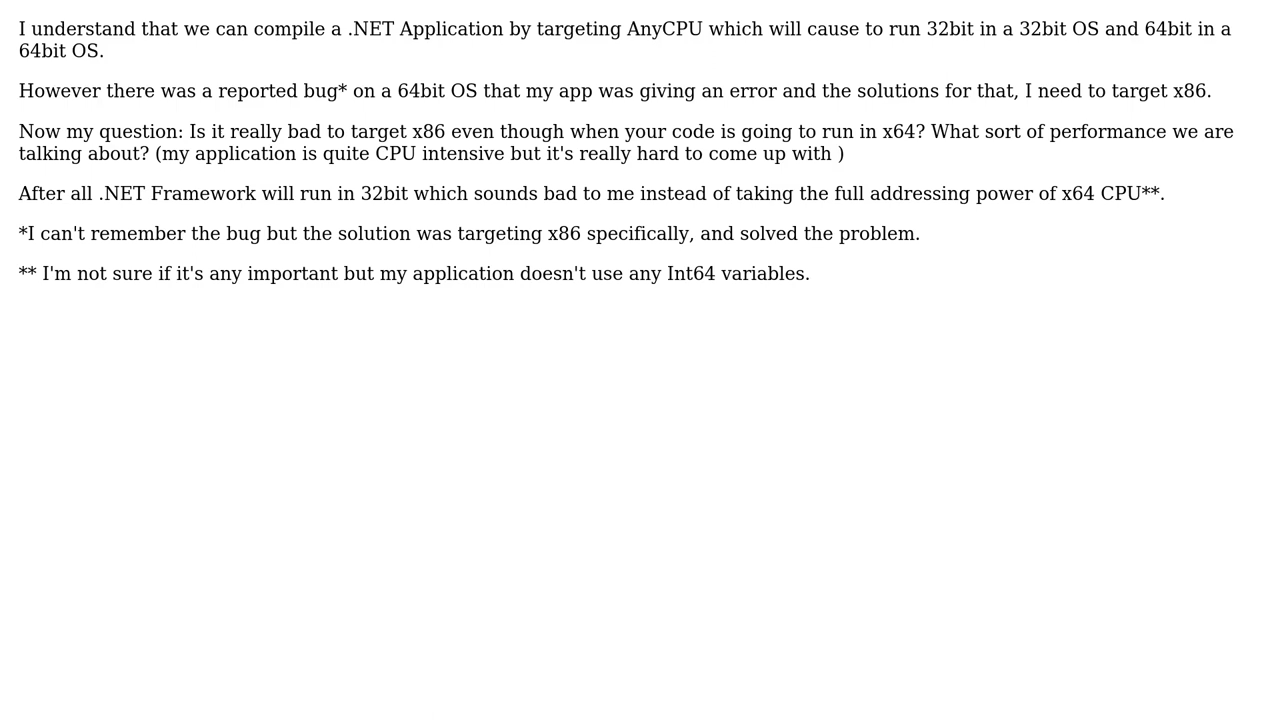 I understand that we can compile a .NET Application by targeting AnyCPU which will cause to run 32bit in a 32bit OS and 64bit in a
64bit OS.
However there was a reported bug* on a 64bit OS that my app was giving an error and the solutions for that, I need to target x86.
Now my question: Is it really bad to target x86 even though when your code is going to run in x64? What sort of performance we are
talking about? (my application is quite CPU intensive but it's really hard to come up with )
After all .NET Framework will run in 32bit which sounds bad to me instead of taking the full addressing power of x64 CPU**.
*I can't remember the bug but the solution was targeting x86 specifically, and solved the problem.
** I'm not sure if it's any important but my application doesn't use any Int64 variables.